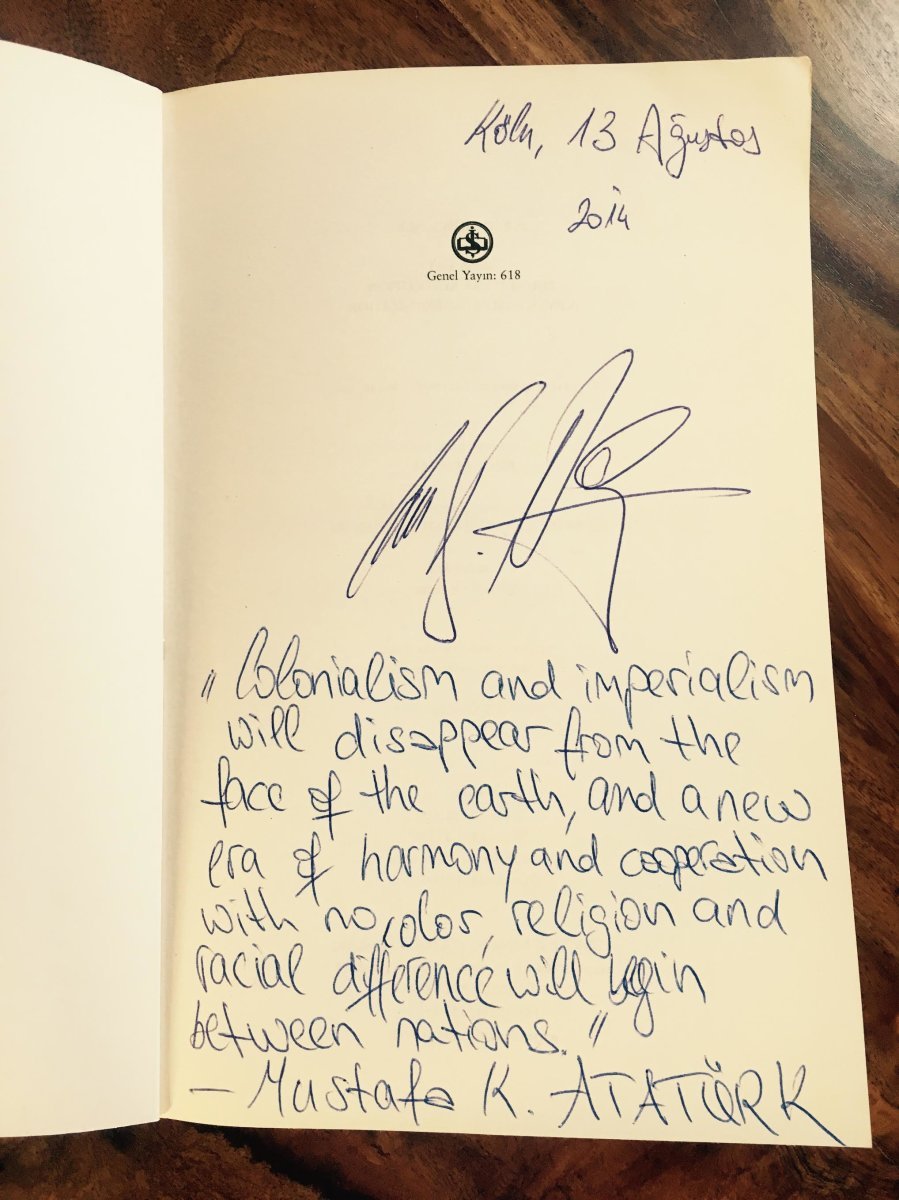 Köln, 13 Ağustos
2014
Genel Yayın: 618
"Colonialism and imperialism
will disappear from the
face of the earth, and a new
era of harmony and cooperation
with no color, religion and
racial difference will begin
between nations."
— Mustafa K. ATATÜRK